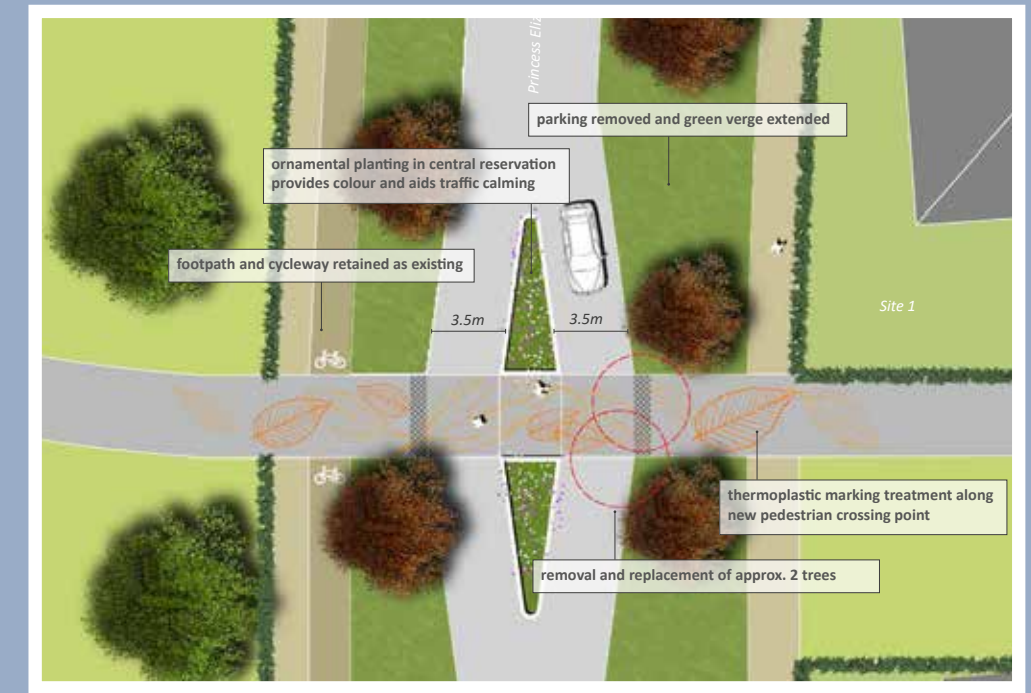 Princess
parking removed and green verge extended
ornamental planting in central reservation
provides colour and aids traffic calming
footpath and cycleway retained as existing
Site 1
3.5m
3.5m
thermoplastic marking treatment along
new pedestrian crossing point
removal and replacement of approx. 2 trees